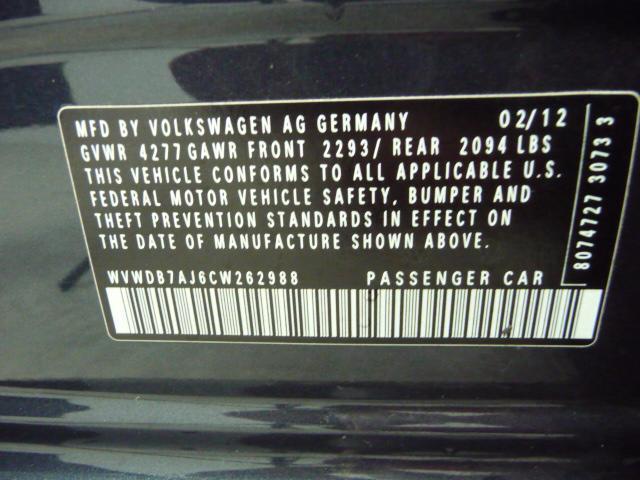 MFD BY VOLKSWAGEN AG GERMANY 02/12
GVWR 4277 GAWR FRONT 2293/ REAR 2094 LBS
THIS VEHICLE CONFORMS TO ALL APPLICABLE U.S.
FEDERAL MOTOR VEHICLE SAFETY, BUMPER AND
THEFT PREVENTION STANDARDS IN EFFECT ON
THE DATE OF MANUFACTURE SHOWN ABOVE.
WVWDB7AJ6CW262988 PASSENGER CAR
8074727 3073 3